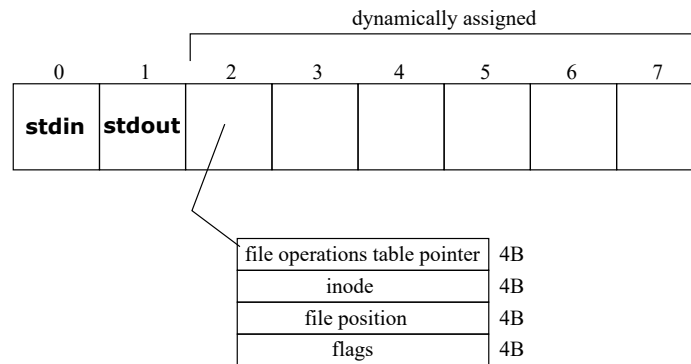 dynamically assigned
0 1 2 3 4 5 6 7
stdin stdout
file operations table pointer 4B
inode 4B
file position 4B
flags 4B